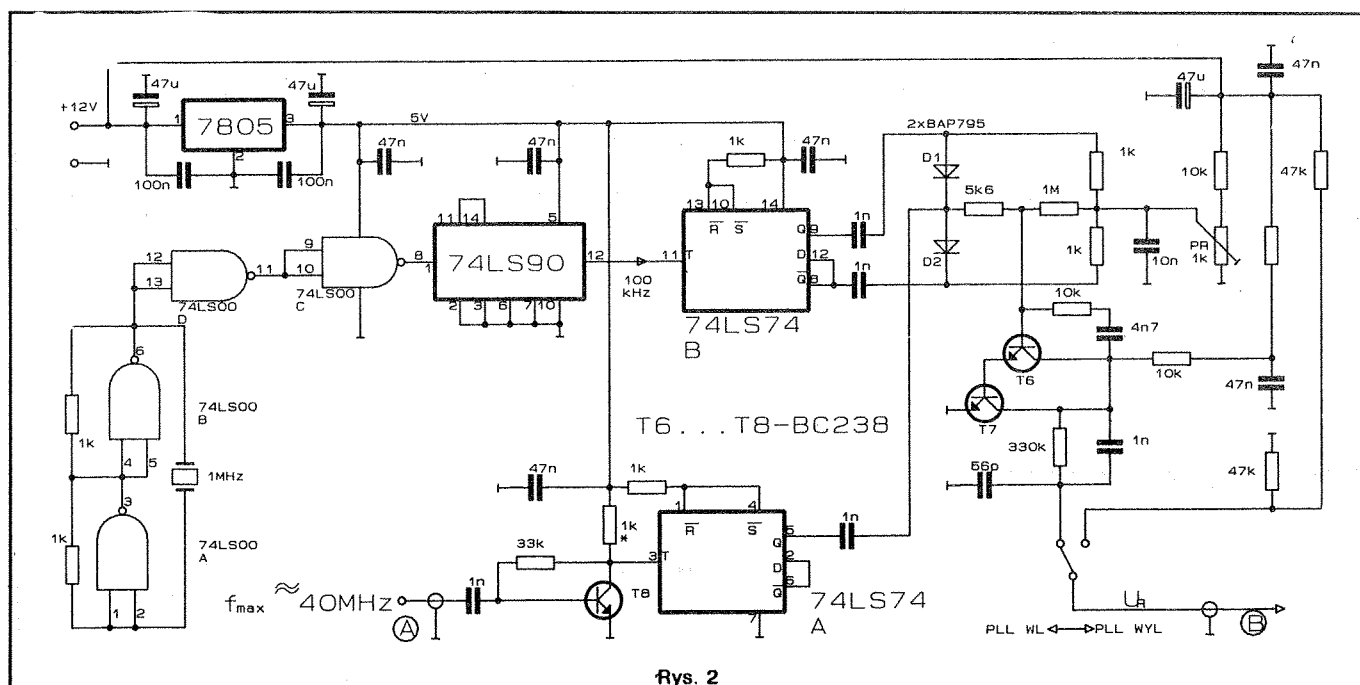 47u
47u
47u
47n
+12V
1
7805
3
2
5V
100n
100n
47n
47n
1k
47n
2xBAP795
D1
D2
1k
10k
47k
5k6
1M
1k
10n
PR
1k
11
14
5
74LS90
1
12
2
3
6
7
10
100
kHz
13
10
14
R
S
T
11
Q
9
D
12
Q
8
74LS74
B
1n
1n
12
13
11
74LS00
D
9
10
8
74LS00
C
6
74LS00
B
1k
4
5
3
1MHz
74LS00
A
1k
1
2
10k
4n7
T6
10k
47n
T7
330k
1n
56p
47k
T6...T8-BC238
47n
1k
1
4
R
S
1k
*
33k
3
T
5
Q
2
D
6
Q
7
74LS74
A
1n
1n
T8
fmax ≈ 40MHz
A
UR
B
PLL WŁ PLL WYL
Rys. 2